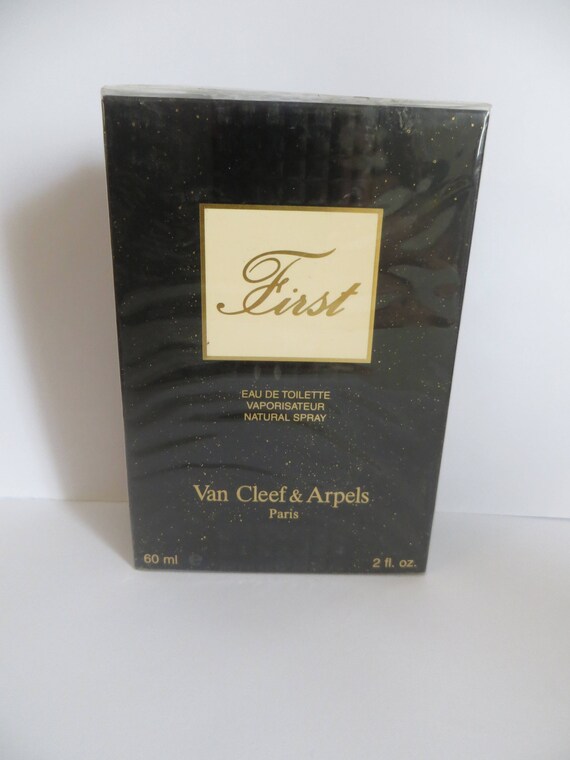 First
EAU DE TOILETTE
VAPORISATEUR
NATURAL SPRAY
Van Cleef & Arpels
Paris
60 ml e 2 fl. oz.